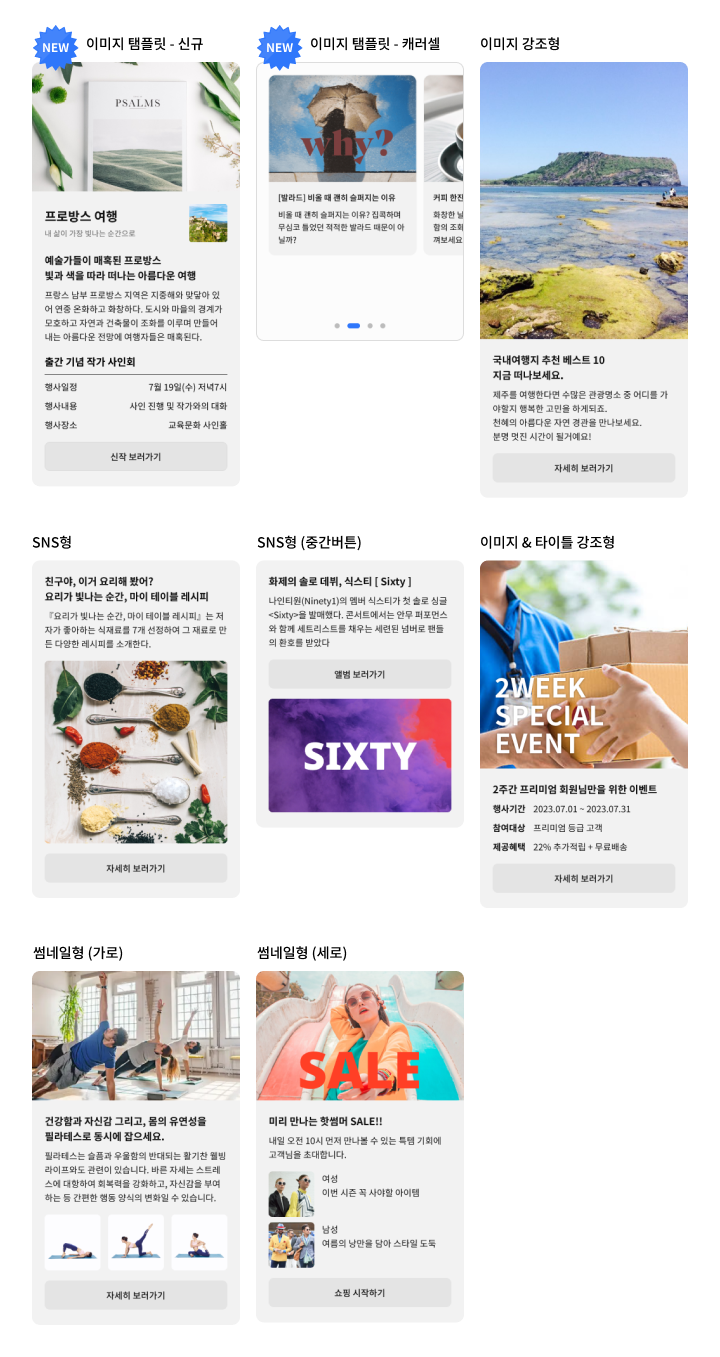 NEW
이미지 탬플릿 - 신규
PSALMS
프로방스 여행
내 삶이 가장 빛나는 순간으로
예술가들이 매혹된 프로방스
빛과 색을 따라 떠나는 아름다운 여행
프랑스 남부 프로방스 지역은 지중해와 맞닿아 있
어 연중 온화하고 화창하다. 도시와 마을의 경계가
모호하고 자연과 건축물이 조화를 이루며 만들어
내는 아름다운 전망에 여행자들은 매혹된다.
출간 기념 작가 사인회
행사일정 7월 19일(수) 저녁7시
행사내용 사인 진행 및 작가와의 대화
행사장소 교육문화 사인홀
신작 보러가기
NEW
이미지 탬플릿 - 캐러셀
why?
[발라드] 비올 때 괜히 슬퍼지는 이유
비올 때 괜히 슬퍼지는 이유? 집콕하며
무심코 틀었던 적적한 발라드 때문이 아
닐까?
커피 한잔
화창한 날
함의 조화
껴보세요
이미지 강조형
국내여행지 추천 베스트 10
지금 떠나보세요.
제주를 여행한다면 수많은 관광명소 중 어디를 가
야할지 행복한 고민을 하게되죠.
천혜의 아름다운 자연 경관을 만나보세요.
분명 멋진 시간이 될거예요!
자세히 보러가기
SNS형
친구야, 이거 요리해 봤어?
요리가 빛나는 순간, 마이 테이블 레시피
『요리가 빛나는 순간, 마이 테이블 레시피』는 저
자가 좋아하는 식재료를 7개 선정하여 그 재료로 만
든 다양한 레시피를 소개한다.
자세히 보러가기
SNS형 (중간버튼)
화제의 솔로 데뷔, 식스티 [ Sixty ]
나인티원(Ninety1)의 멤버 식스티가 첫 솔로 싱글
<Sixty>을 발매했다. 콘서트에서는 안무 퍼포먼스
와 함께 세트리스트를 채우는 세련된 넘버로 팬들
의 환호를 받았다
앨범 보러가기
SIXTY
이미지 & 타이틀 강조형
2WEEK
SPECIAL
EVENT
2주간 프리미엄 회원님만을 위한 이벤트
행사기간 2023.07.01 ~ 2023.07.31
참여대상 프리미엄 등급 고객
제공혜택 22% 추가적립 + 무료배송
자세히 보러가기
썸네일형 (가로)
건강함과 자신감 그리고, 몸의 유연성을
필라테스로 동시에 잡으세요.
필라테스는 슬픔과 우울함의 반대되는 활기찬 웰빙
라이프와도 관련이 있습니다. 바른 자세는 스트레
스에 대항하여 회복력을 강화하고, 자신감을 부여
하는 등 간편한 행동 양식의 변화일 수 있습니다.
자세히 보러가기
썸네일형 (세로)
SALE
미리 만나는 핫썸머 SALE!!
내일 오전 10시 먼저 만나볼 수 있는 특템 기회에
고객님을 초대합니다.
여성
이번 시즌 꼭 사야할 아이템
남성
여름의 낭만을 담아 스타일 도둑
쇼핑 시작하기